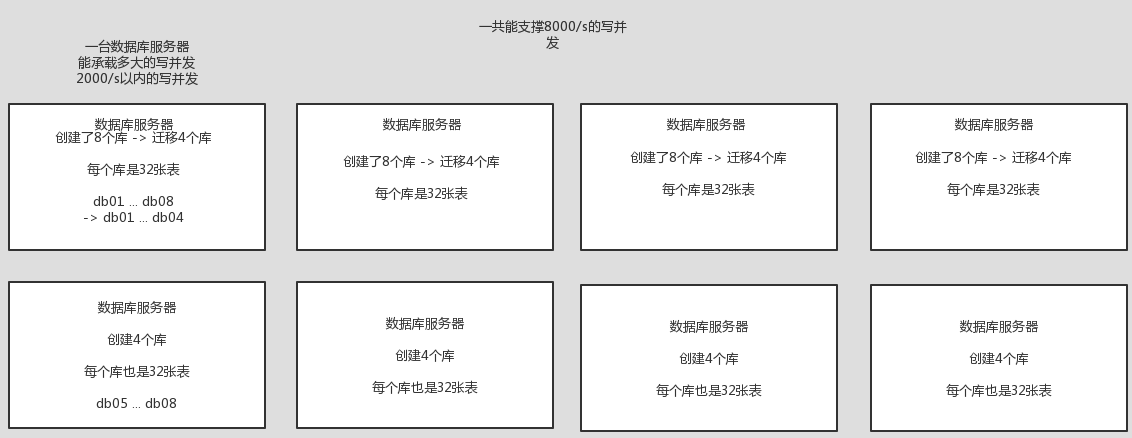 一共能支撑8000/s的写并
发
一台数据库服务器
能承载多大的写并发
2000/s以内的写并发
数据库服务器
创建了8个库 -> 迁移4个库
每个库是32张表
db01 ... db08
-> db01 ... db04
数据库服务器
创建了8个库 -> 迁移4个库
每个库是32张表
数据库服务器
创建了8个库 -> 迁移4个库
每个库是32张表
数据库服务器
创建了8个库 -> 迁移4个库
每个库是32张表
数据库服务器
创建4个库
每个库也是32张表
db05 ... db08
数据库服务器
创建4个库
每个库也是32张表
数据库服务器
创建4个库
每个库也是32张表
数据库服务器
创建4个库
每个库也是32张表